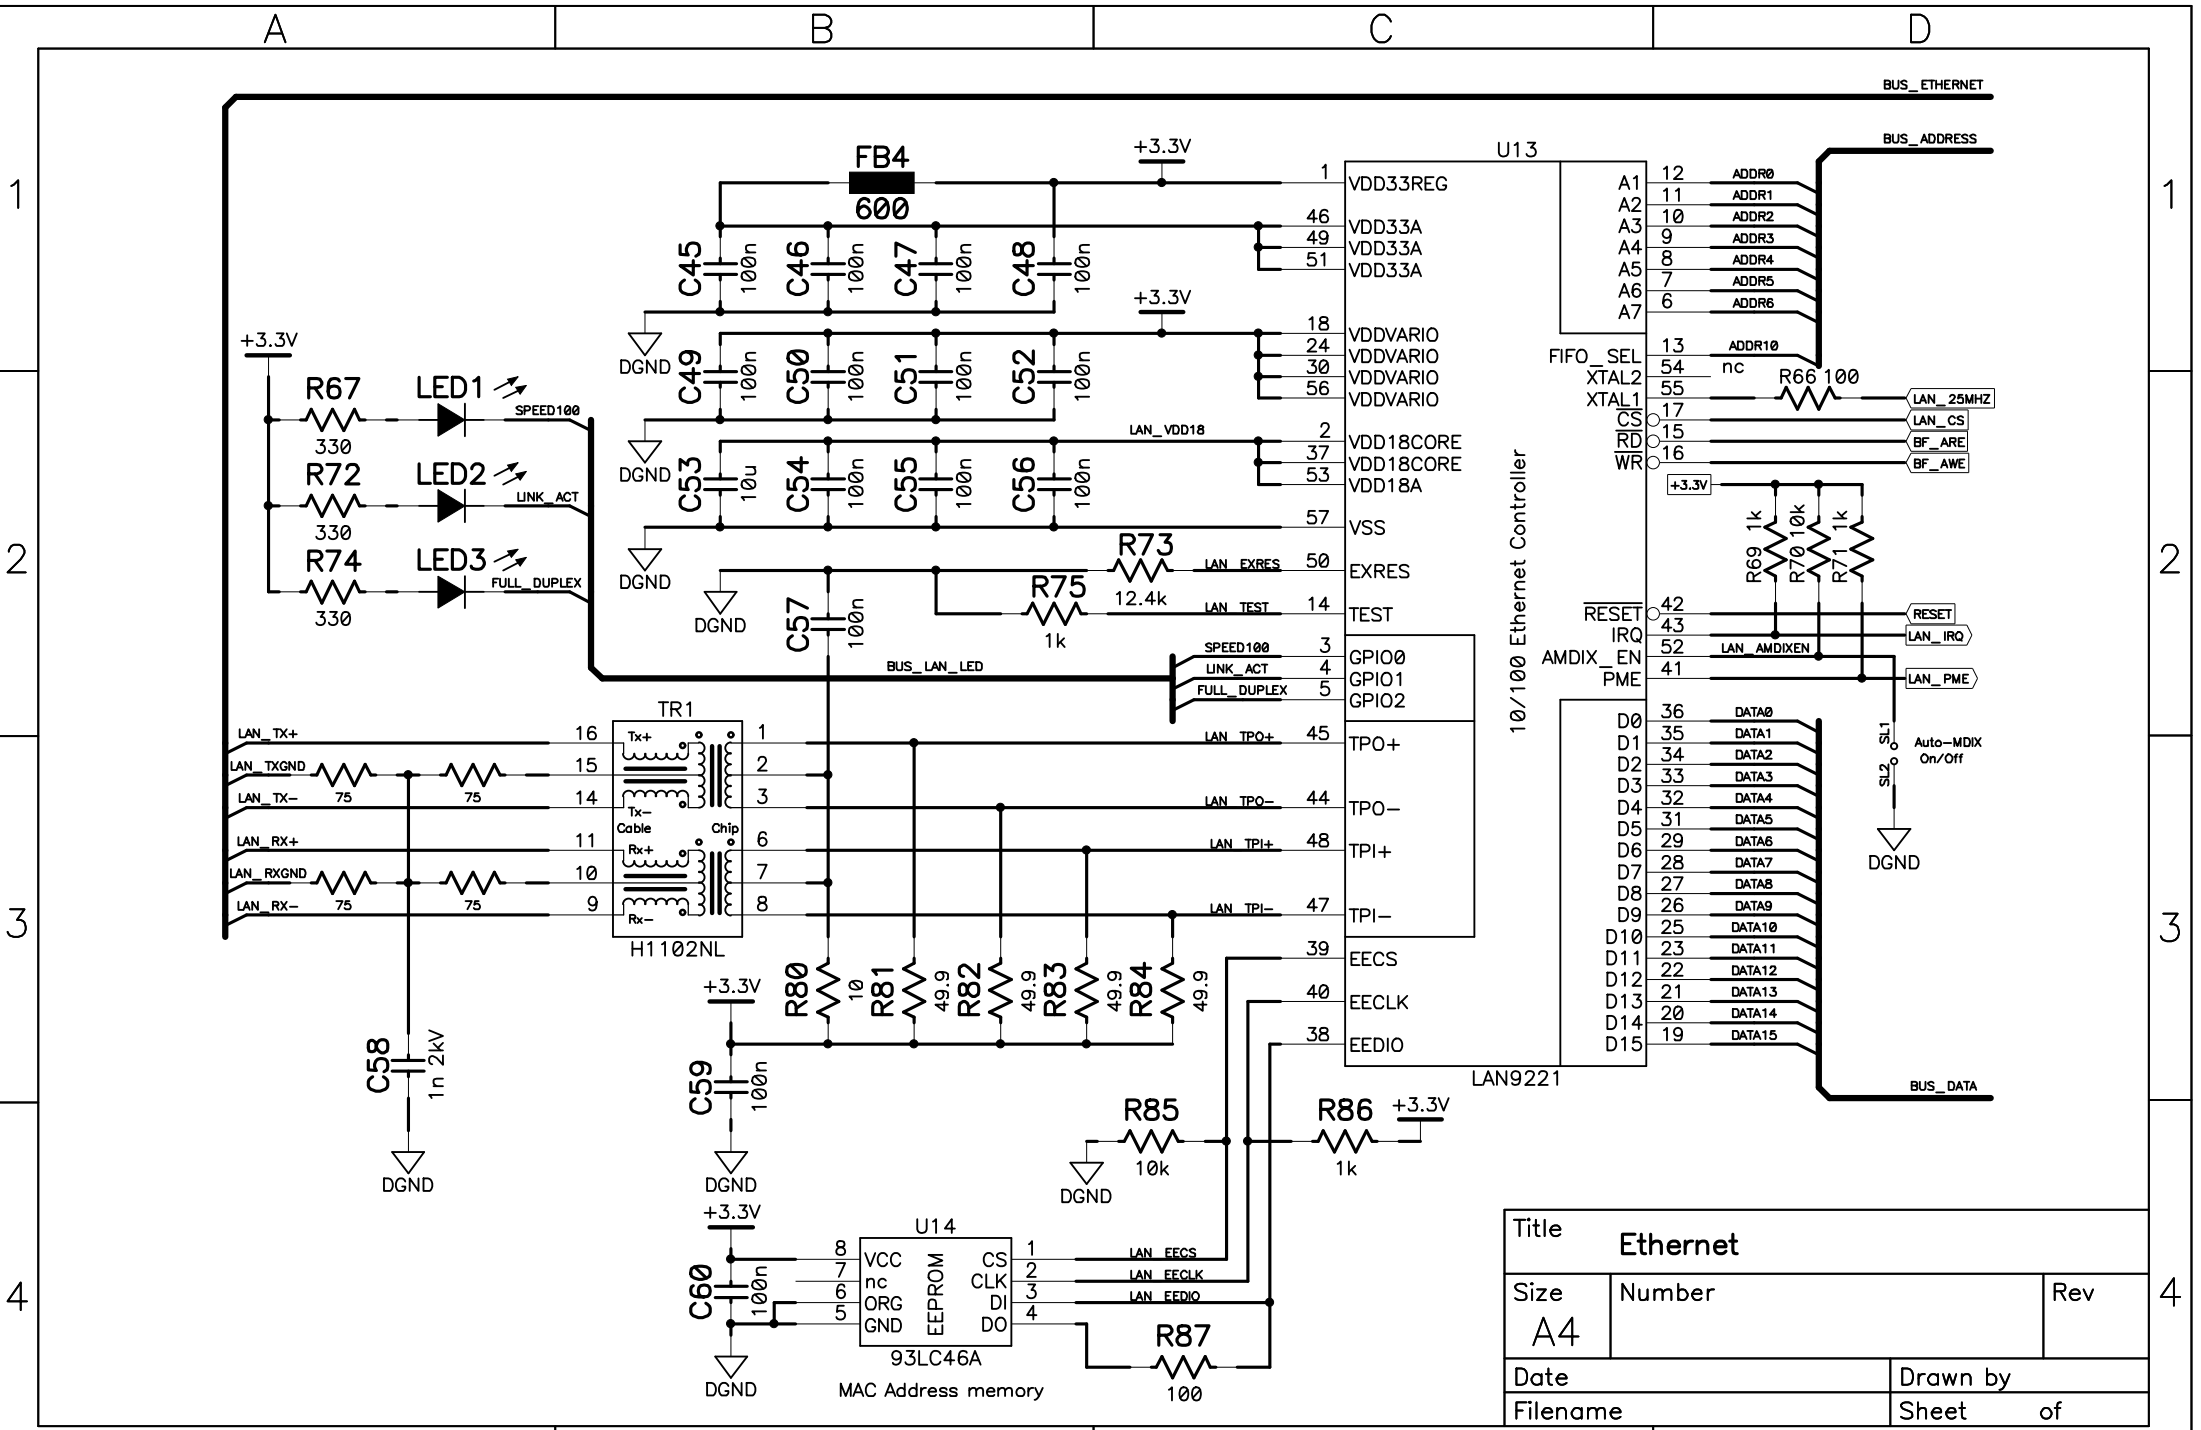 A B C D
1 1
2 2
3 3
4 4
BUS_ETHERNET
BUS_ADDRESS
FB4
600
+3.3V
C45 100n
C46 100n
C47 100n
C48 100n
DGND
+3.3V
C49 100n
C50 100n
C51 100n
C52 100n
DGND
LAN_VDD18
C53 10u
C54 100n
C55 100n
C56 100n
DGND
+3.3V
R67
330
LED1
SPEED100
R72
330
LED2
LINK_ACT
R74
330
LED3
FULL_DUPLEX
DGND
C57 100n
R73
12.4k
LAN_EXRES
R75
1k
LAN_TEST
BUS_LAN_LED
SPEED100
LINK_ACT
FULL_DUPLEX
U13
1 VDD33REG
46 VDD33A
49 VDD33A
51 VDD33A
18 VDDVARIO
24 VDDVARIO
30 VDDVARIO
56 VDDVARIO
2 VDD18CORE
37 VDD18CORE
53 VDD18A
57 VSS
50 EXRES
14 TEST
3 GPIO0
4 GPIO1
5 GPIO2
45 TPO+
44 TPO-
48 TPI+
47 TPI-
39 EECS
40 EECLK
38 EEDIO
10/100 Ethernet Controller
A1 12 ADDR0
A2 11 ADDR1
A3 10 ADDR2
A4 9 ADDR3
A5 8 ADDR4
A6 7 ADDR5
A7 6 ADDR6
FIFO_SEL 13 ADDR10
XTAL2 54 nc
XTAL1 55
R66 100
LAN_25MHZ
CS 17 LAN_CS
RD 15 BF_ARE
WR 16 BF_AWE
+3.3V
R69 1k
R70 10k
R71 1k
RESET 42 RESET
IRQ 43 LAN_IRQ
AMDIX_EN 52 LAN_AMDIXEN
PME 41 LAN_PME
D0 36 DATA0
D1 35 DATA1
D2 34 DATA2
D3 33 DATA3
D4 32 DATA4
D5 31 DATA5
D6 29 DATA6
D7 28 DATA7
D8 27 DATA8
D9 26 DATA9
D10 25 DATA10
D11 23 DATA11
D12 22 DATA12
D13 21 DATA13
D14 20 DATA14
D15 19 DATA15
LAN9221
BUS_DATA
SL1
SL2
Auto-MDIX
On/Off
DGND
LAN_TX+
LAN_TXGND
75 75
LAN_TX-
LAN_RX+
LAN_RXGND
75 75
LAN_RX-
TR1
16 Tx+ 1
15 2
14 Tx- 3
Cable Chip
11 Rx+ 6
10 7
9 Rx- 8
H1102NL
LAN_TPO+
LAN_TPO-
LAN_TPI+
LAN_TPI-
C58 1n 2kV
DGND
+3.3V
R80 10
R81 49.9
R82 49.9
R83 49.9
R84 49.9
C59 100n
DGND
R85
10k
DGND
R86
1k
+3.3V
+3.3V
C60 100n
DGND
U14
8 VCC
7 nc
6 ORG
5 GND
EEPROM
CS 1 LAN_EECS
CLK 2 LAN_EECLK
DI 3 LAN_EEDIO
DO 4
93LC46A
MAC Address memory
R87
100
Title
Ethernet
Size Number Rev
A4
Date Drawn by
Filename Sheet of